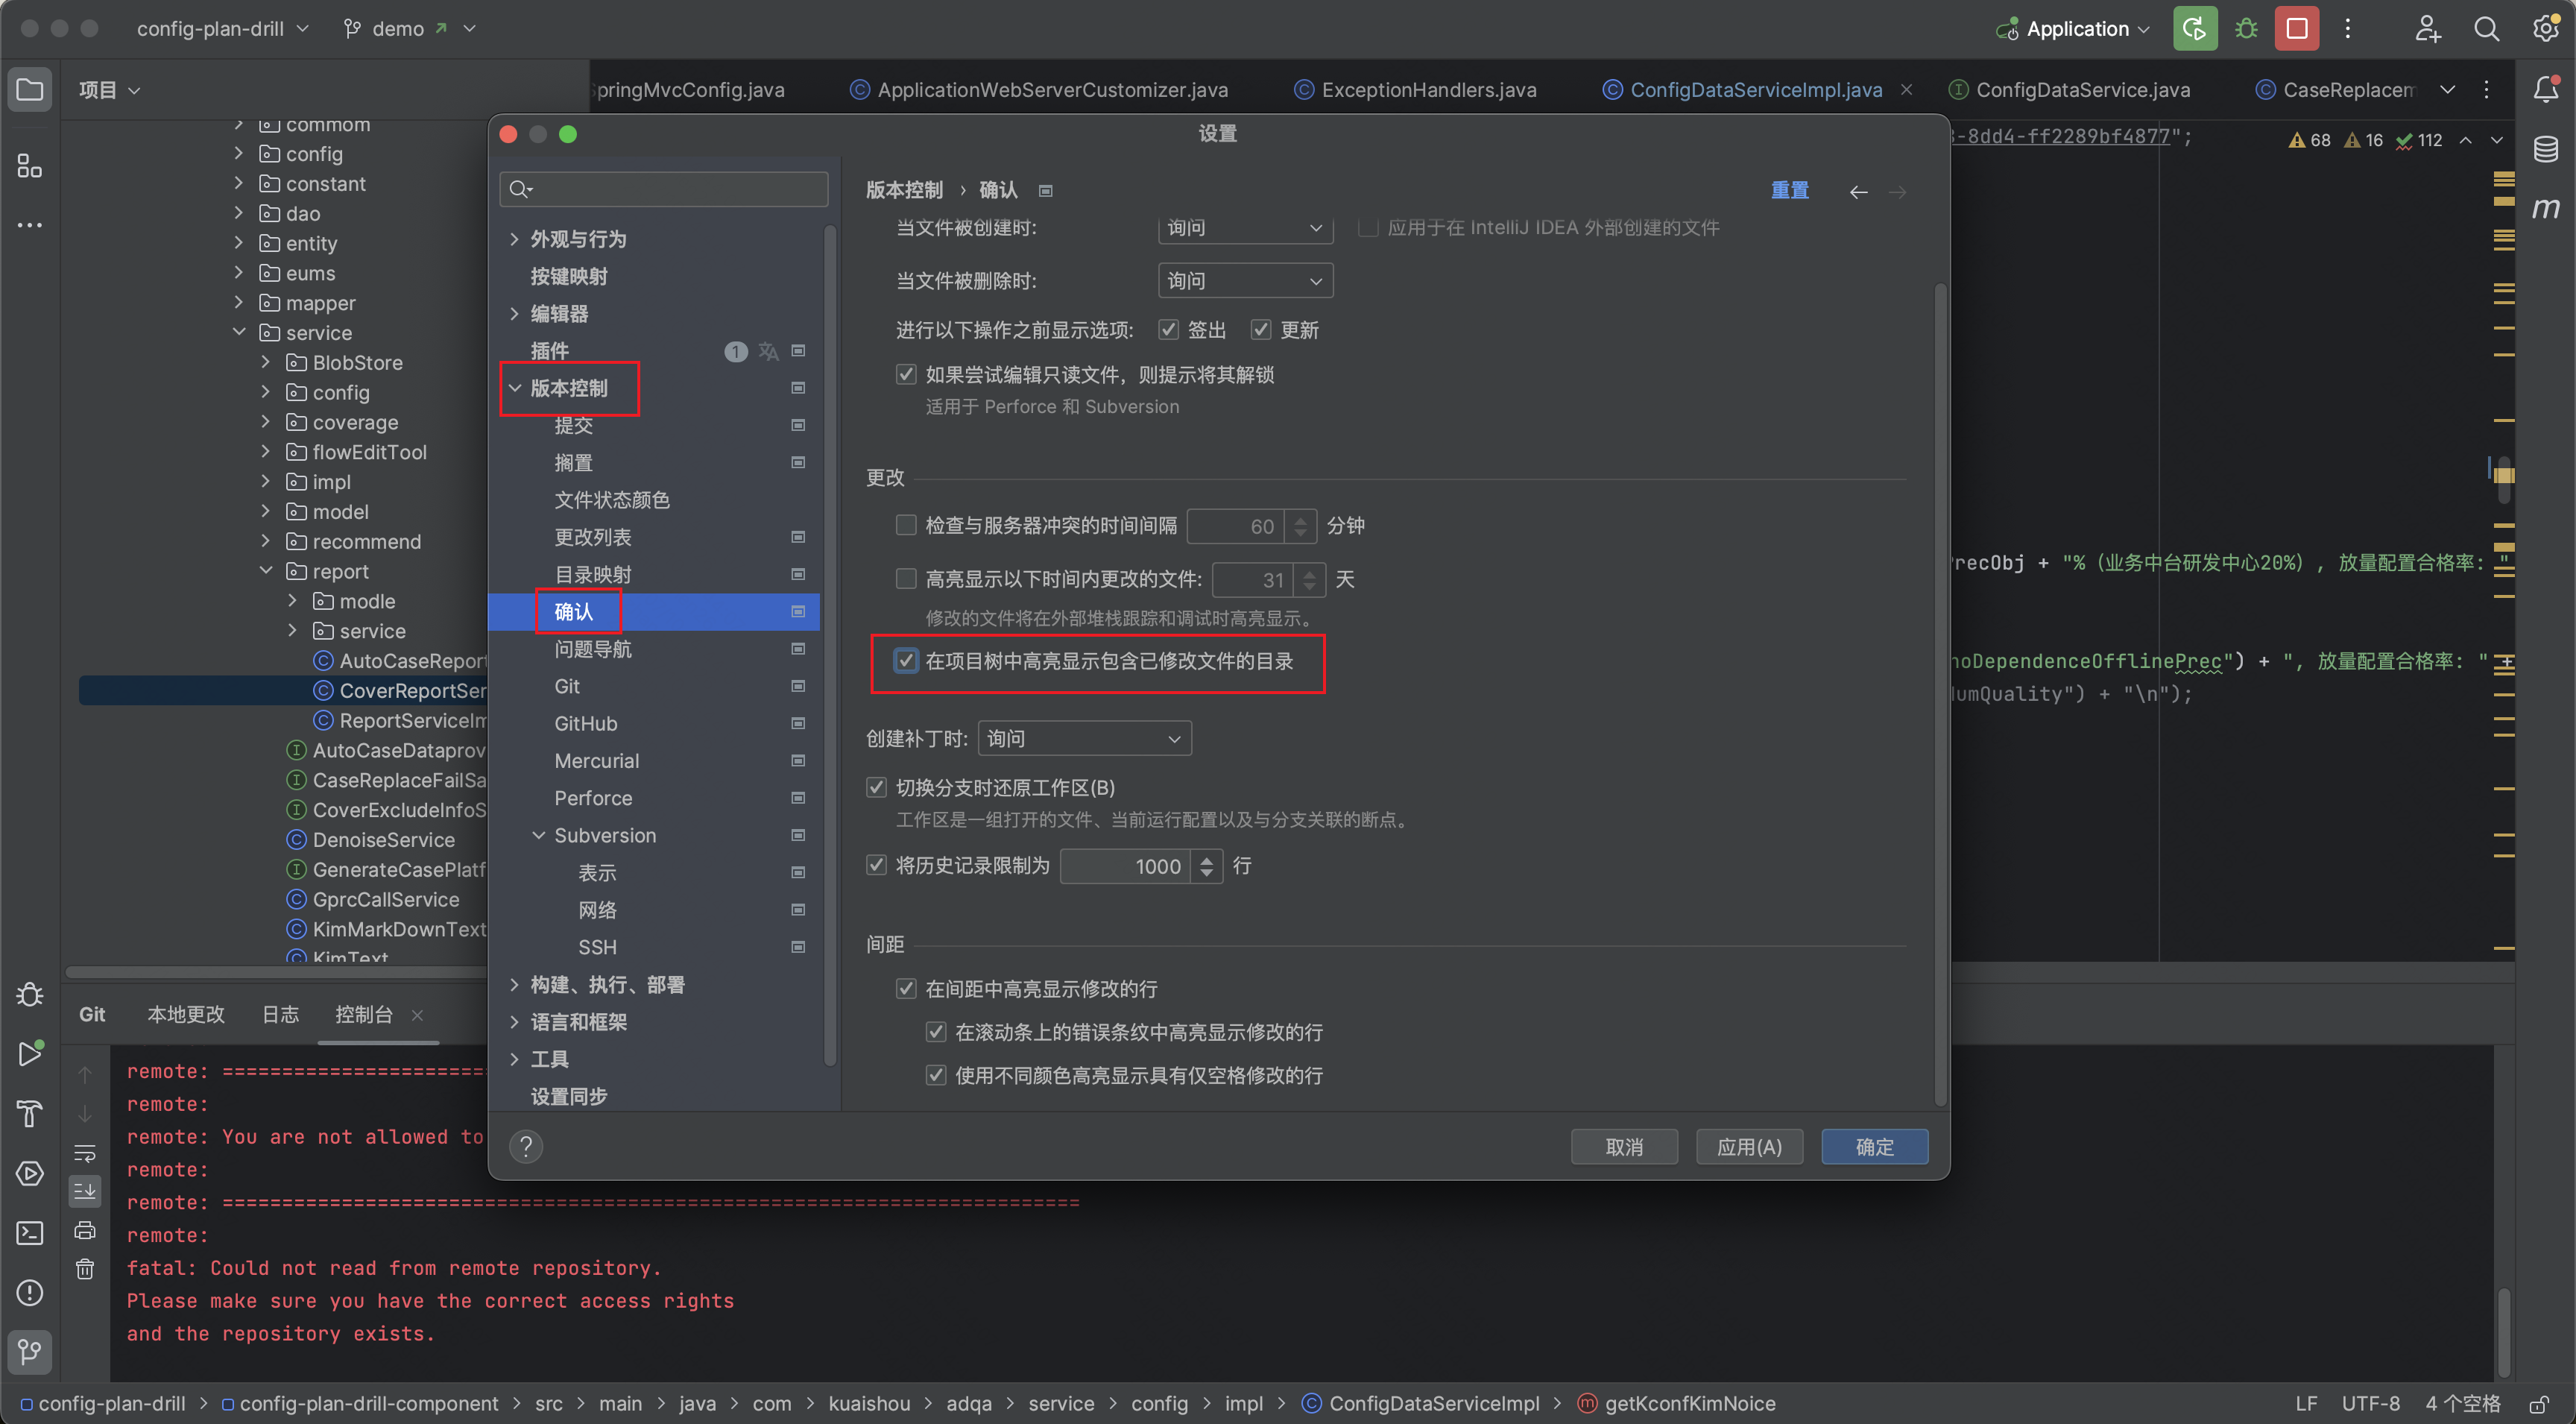 config-plan-drill
demo
Application
项目
pringMvcConfig.java
ApplicationWebServerCustomizer.java
ExceptionHandlers.java
ConfigDataServiceImpl.java
ConfigDataService.java
CaseReplacem
commom
config
constant
dao
entity
eums
mapper
service
BlobStore
config
coverage
flowEditTool
impl
model
recommend
report
modle
service
AutoCaseReport
CoverReportSer
ReportServiceIm
AutoCaseDataprov
CaseReplaceFailSa
CoverExcludeInfoS
DenoiseService
GenerateCasePlatf
GprcCallService
KimMarkDownText
KimText
设置
外观与行为
按键映射
编辑器
插件
1
版本控制
提交
搁置
文件状态颜色
更改列表
目录映射
确认
问题导航
Git
GitHub
Mercurial
Perforce
Subversion
表示
网络
SSH
构建、执行、部署
语言和框架
工具
设置同步
版本控制 › 确认
重置
当文件被创建时: 询问 应用于在 IntelliJ IDEA 外部创建的文件
当文件被删除时: 询问
进行以下操作之前显示选项: 签出 更新
如果尝试编辑只读文件，则提示将其解锁
适用于 Perforce 和 Subversion
更改
检查与服务器冲突的时间间隔 60 分钟
高亮显示以下时间内更改的文件: 31 天
修改的文件将在外部堆栈跟踪和调试时高亮显示。
在项目树中高亮显示包含已修改文件的目录
创建补丁时: 询问
切换分支时还原工作区(B)
工作区是一组打开的文件、当前运行配置以及与分支关联的断点。
将历史记录限制为 1000 行
间距
在间距中高亮显示修改的行
在滚动条上的错误条纹中高亮显示修改的行
使用不同颜色高亮显示具有仅空格修改的行
?
取消
应用(A)
确定
-8dd4-ff2289bf4877";
68 16 112
recObj + "% (业务中台研发中心20%) , 放量配置合格率: "
noDependenceOfflinePrec") + ", 放量配置合格率: " +
umQuality") + "\n");
m
Git 本地更改 日志 控制台
remote: ======================
remote:
remote: You are not allowed to
remote:
remote: ========================================================================
remote:
fatal: Could not read from remote repository.
Please make sure you have the correct access rights
and the repository exists.
config-plan-drill > config-plan-drill-component > src > main > java > com > kuaishou > adqa > service > config > impl > ConfigDataServiceImpl > getKconfKimNoice
LF UTF-8 4 个空格